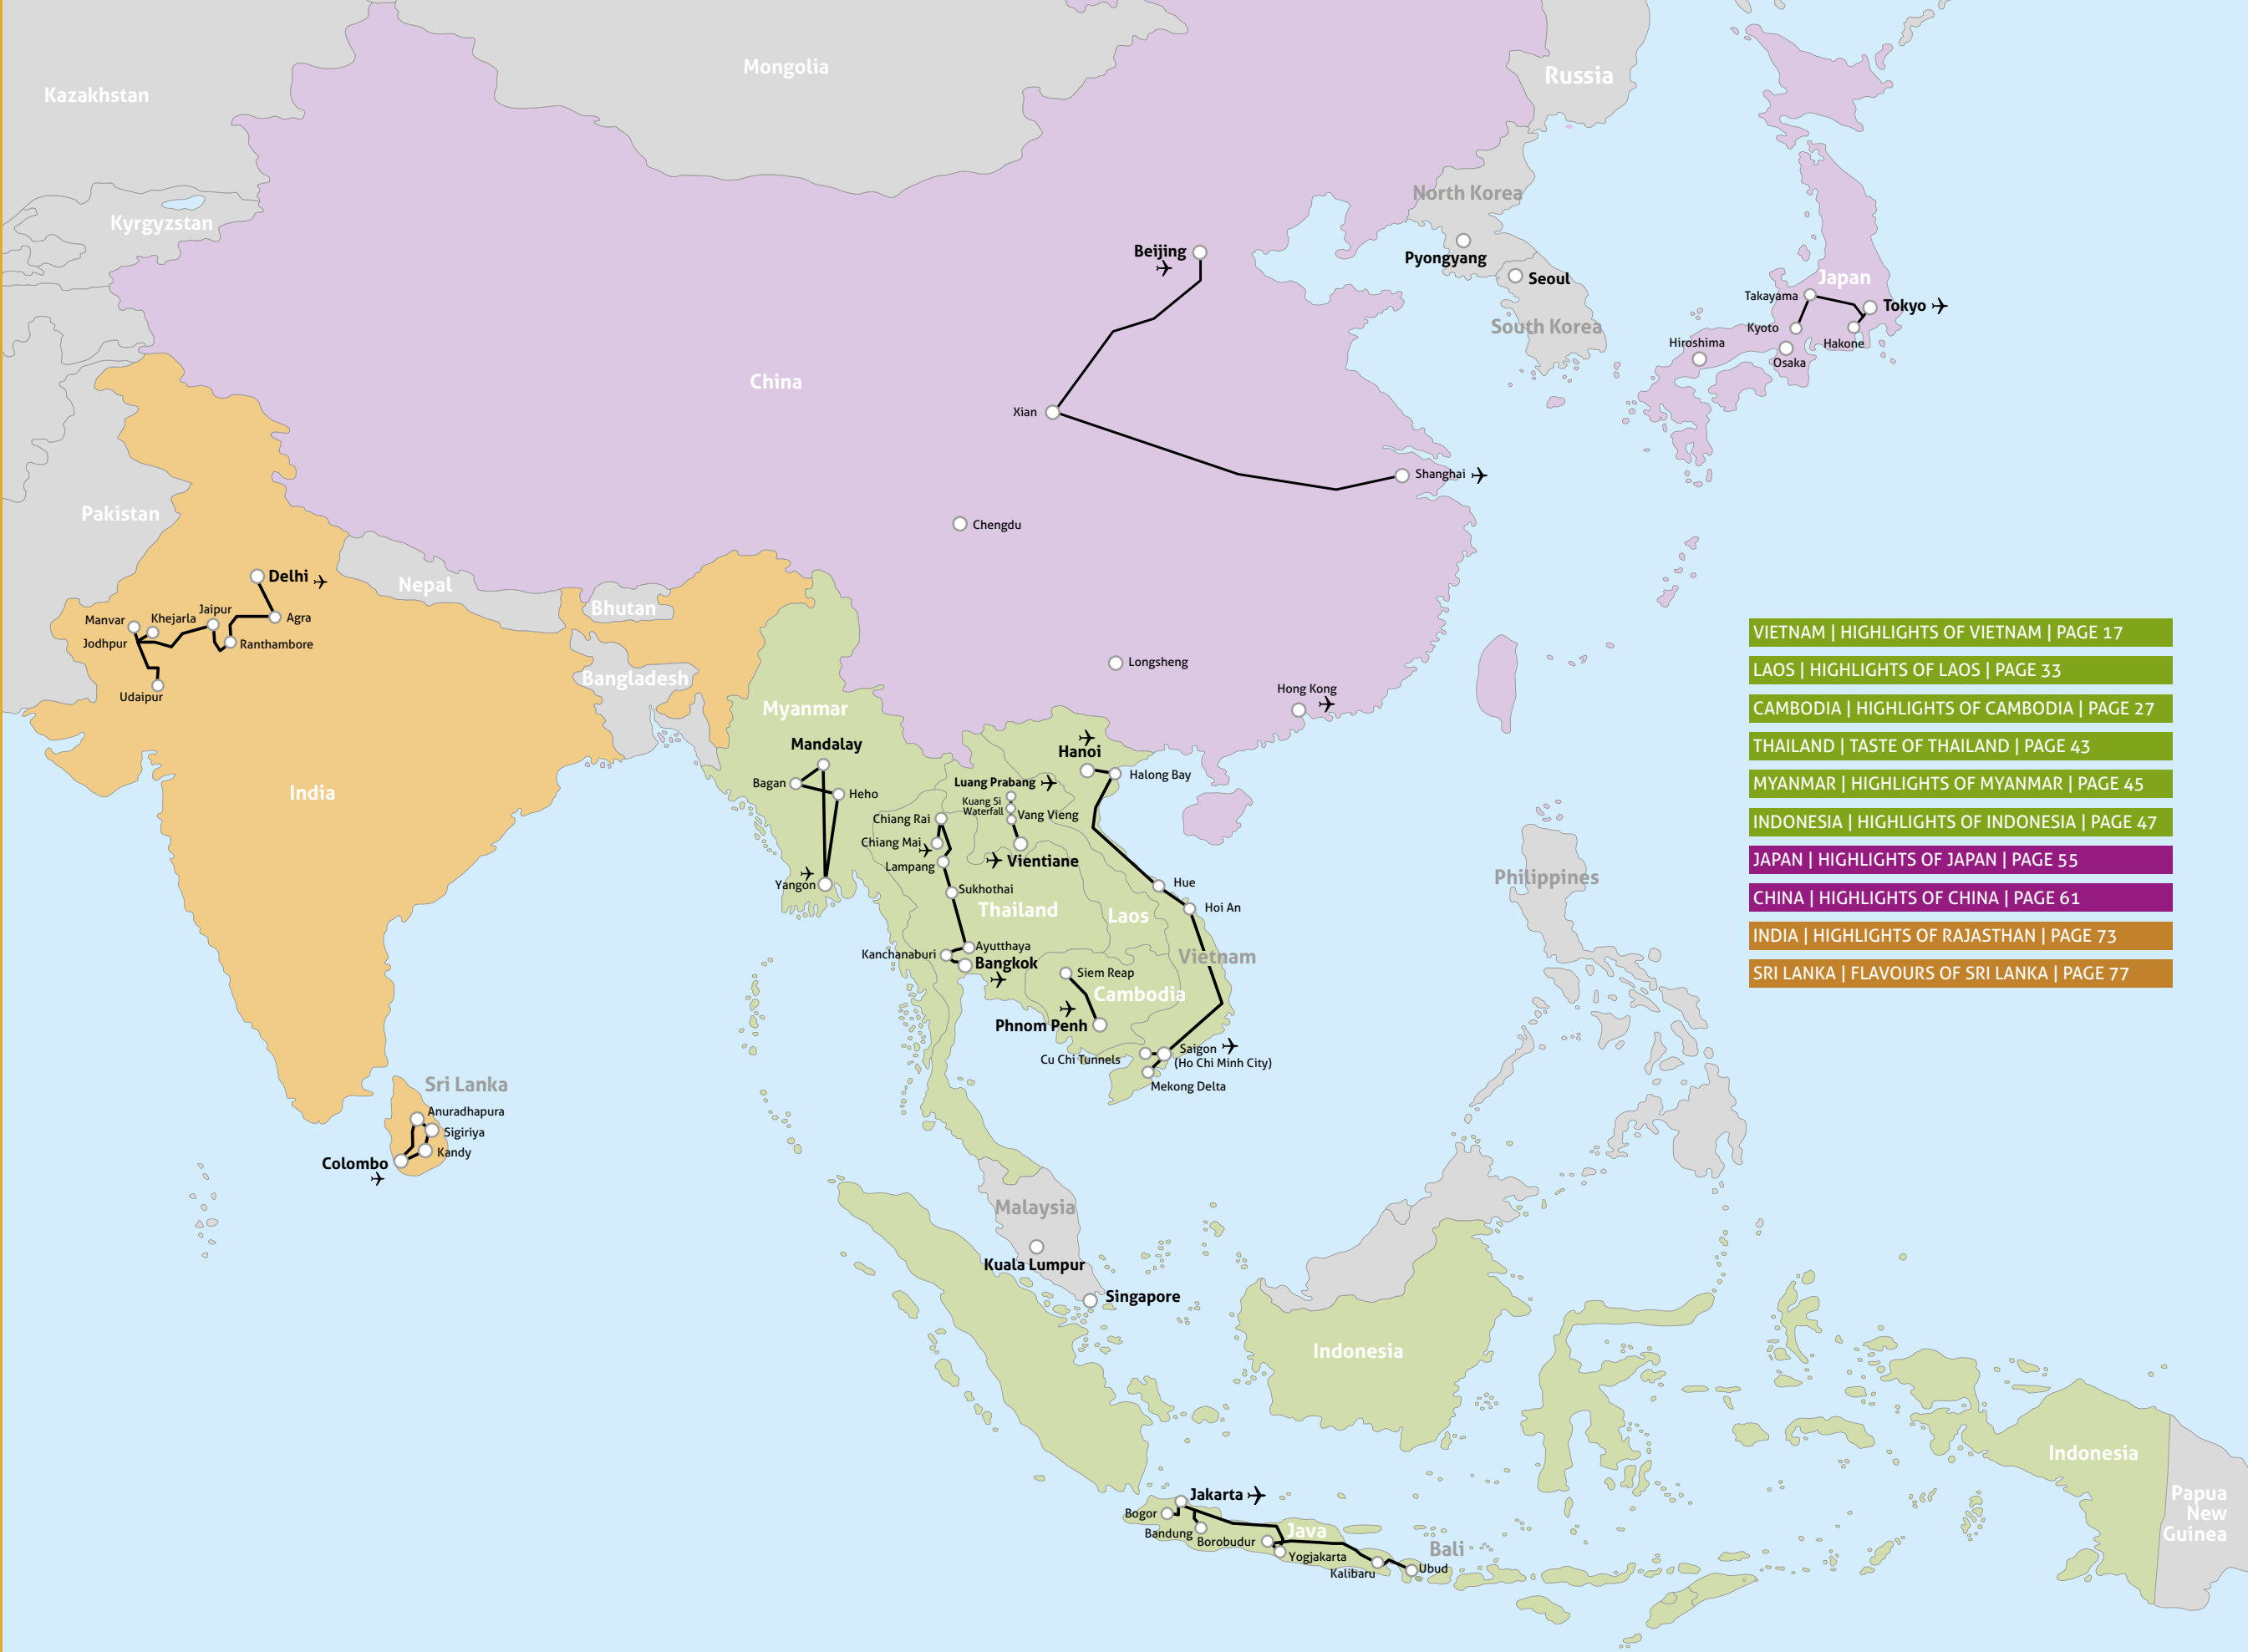 Mongolia
Russia
Kazakhstan
North Korea
Kyrgyzstan
Beijing
Pyongyang
Seoul
Japan
Takayama
Tokyo
South Korea
Kyoto
Hiroshima
Hakone
Osaka
China
Xian
Shanghai
Pakistan
Chengdu
Delhi
Nepal
Bhutan
Jaipur
Manvar
Khejarla
Agra
Jodhpur
Ranthambore
Udaipur
Bangladesh
Longsheng
Hong Kong
VIETNAM | HIGHLIGHTS OF VIETNAM | PAGE 17
LAOS | HIGHLIGHTS OF LAOS | PAGE 33
CAMBODIA | HIGHLIGHTS OF CAMBODIA | PAGE 27
THAILAND | TASTE OF THAILAND | PAGE 43
MYANMAR | HIGHLIGHTS OF MYANMAR | PAGE 45
INDONESIA | HIGHLIGHTS OF INDONESIA | PAGE 47
JAPAN | HIGHLIGHTS OF JAPAN | PAGE 55
CHINA | HIGHLIGHTS OF CHINA | PAGE 61
INDIA | HIGHLIGHTS OF RAJASTHAN | PAGE 73
SRI LANKA | FLAVOURS OF SRI LANKA | PAGE 77
Myanmar
Mandalay
Hanoi
Halong Bay
India
Bagan
Heho
Luang Prabang
Kuang Si
Waterfall
Vang Vieng
Chiang Rai
Chiang Mai
Lampang
Vientiane
Yangon
Sukhothai
Hue
Philippines
Thailand
Laos
Hoi An
Ayutthaya
Kanchanaburi
Bangkok
Vietnam
Siem Reap
Cambodia
Phnom Penh
Cu Chi Tunnels
Saigon
(Ho Chi Minh City)
Mekong Delta
Sri Lanka
Anuradhapura
Sigiriya
Kandy
Colombo
Malaysia
Kuala Lumpur
Singapore
Indonesia
Indonesia
Papua
New
Guinea
Jakarta
Bogor
Bandung
Java
Borobudur
Yogjakarta
Bali
Kalibaru
Ubud